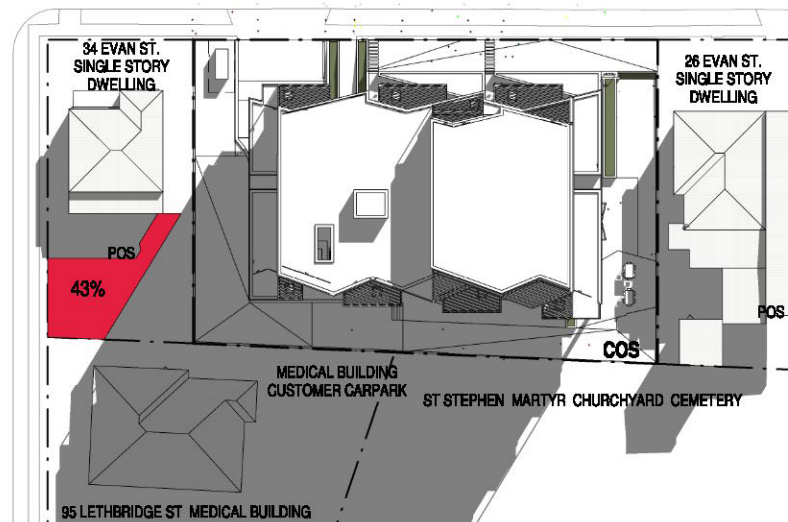 34 EVAN ST.
SINGLE STORY
DWELLING
26 EVAN ST.
SINGLE STORY
DWELLING
POS
43%
POS
COS
MEDICAL BUILDING
CUSTOMER CARPARK
ST STEPHEN MARTYR CHURCHYARD CEMETERY
95 LETHBRIDGE ST MEDICAL BUILDING